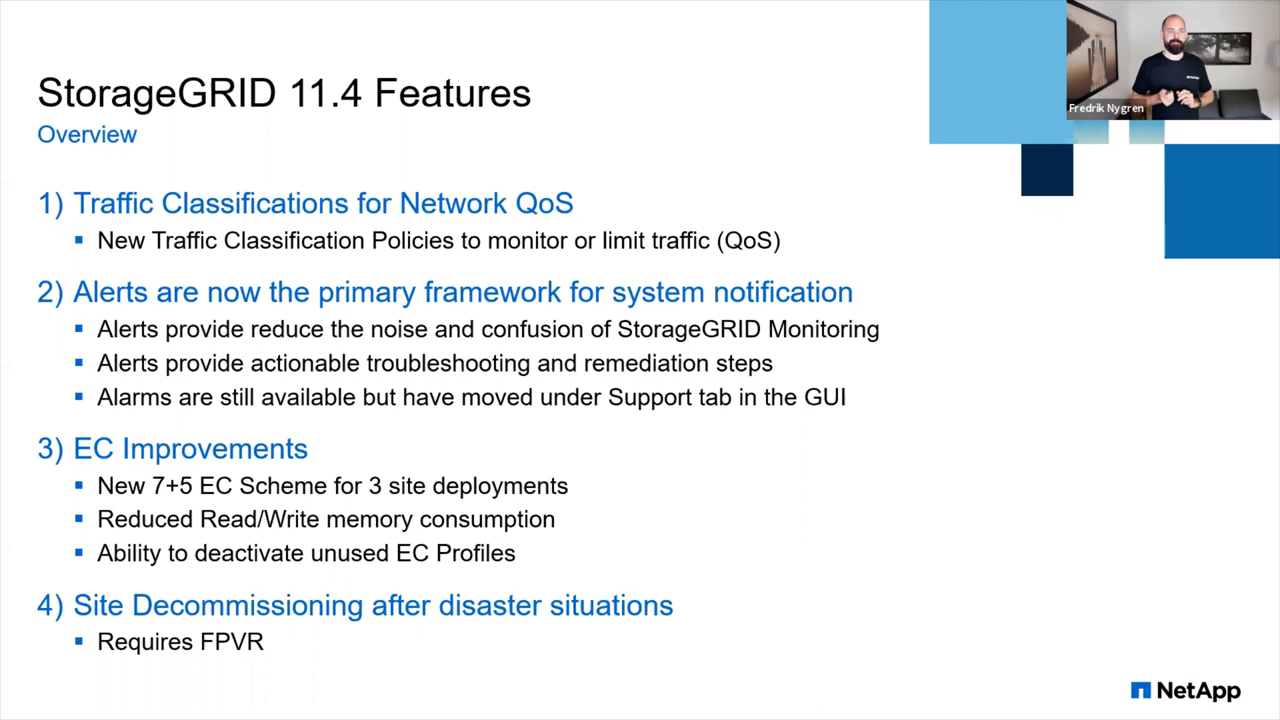 StorageGRID 11.4 Features
Overview
Fredrik Nygren
1) Traffic Classifications for Network QoS
▪ New Traffic Classification Policies to monitor or limit traffic (QoS)
2) Alerts are now the primary framework for system notification
▪ Alerts provide reduce the noise and confusion of StorageGRID Monitoring
▪ Alerts provide actionable troubleshooting and remediation steps
▪ Alarms are still available but have moved under Support tab in the GUI
3) EC Improvements
▪ New 7+5 EC Scheme for 3 site deployments
▪ Reduced Read/Write memory consumption
▪ Ability to deactivate unused EC Profiles
4) Site Decommissioning after disaster situations
▪ Requires FPVR
NetApp